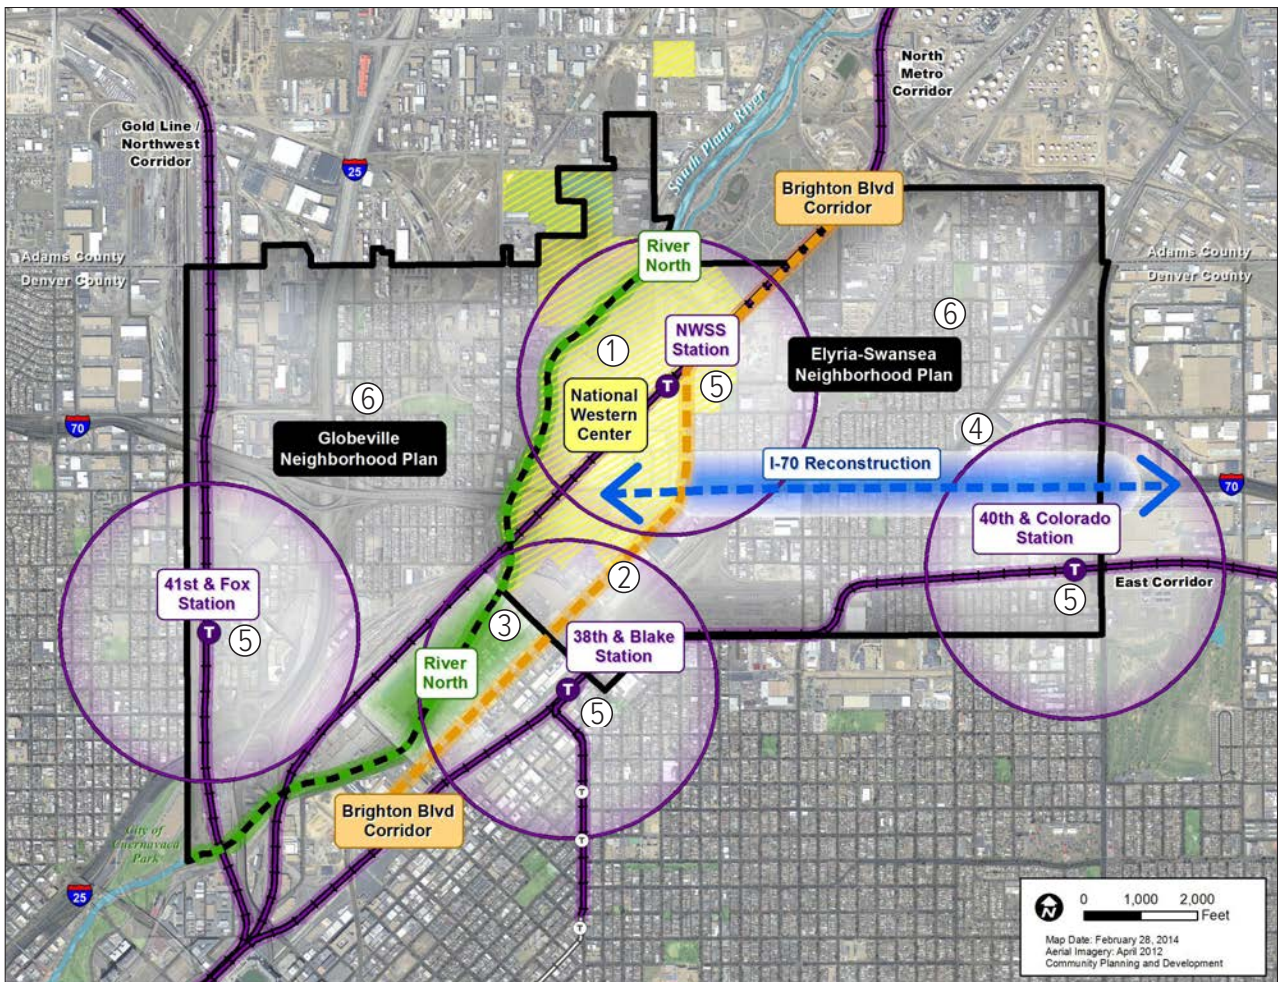 North
Metro
Corridor
Gold Line /
Northwest
Corridor
25
South Platte River
Brighton Blvd
Corridor
River
North
Adams County
Denver County
Adams County
Denver County
6
NWSS
Station
1
Elyria-Swansea
Neighborhood Plan
5
National
Western
Center
6
70
Globeville
Neighborhood Plan
4
I-70 Reconstruction
70
40th & Colorado
Station
41st & Fox
Station
2
East Corridor
5
3
5
38th & Blake
Station
River
North
5
Brighton Blvd
Corridor
City of
Cuernavaca
Park
25
T
T
T
T
T
T
T
N
0 1,000 2,000
Feet
Map Date: February 28, 2014
Aerial Imagery: April 2012
Community Planning and Development